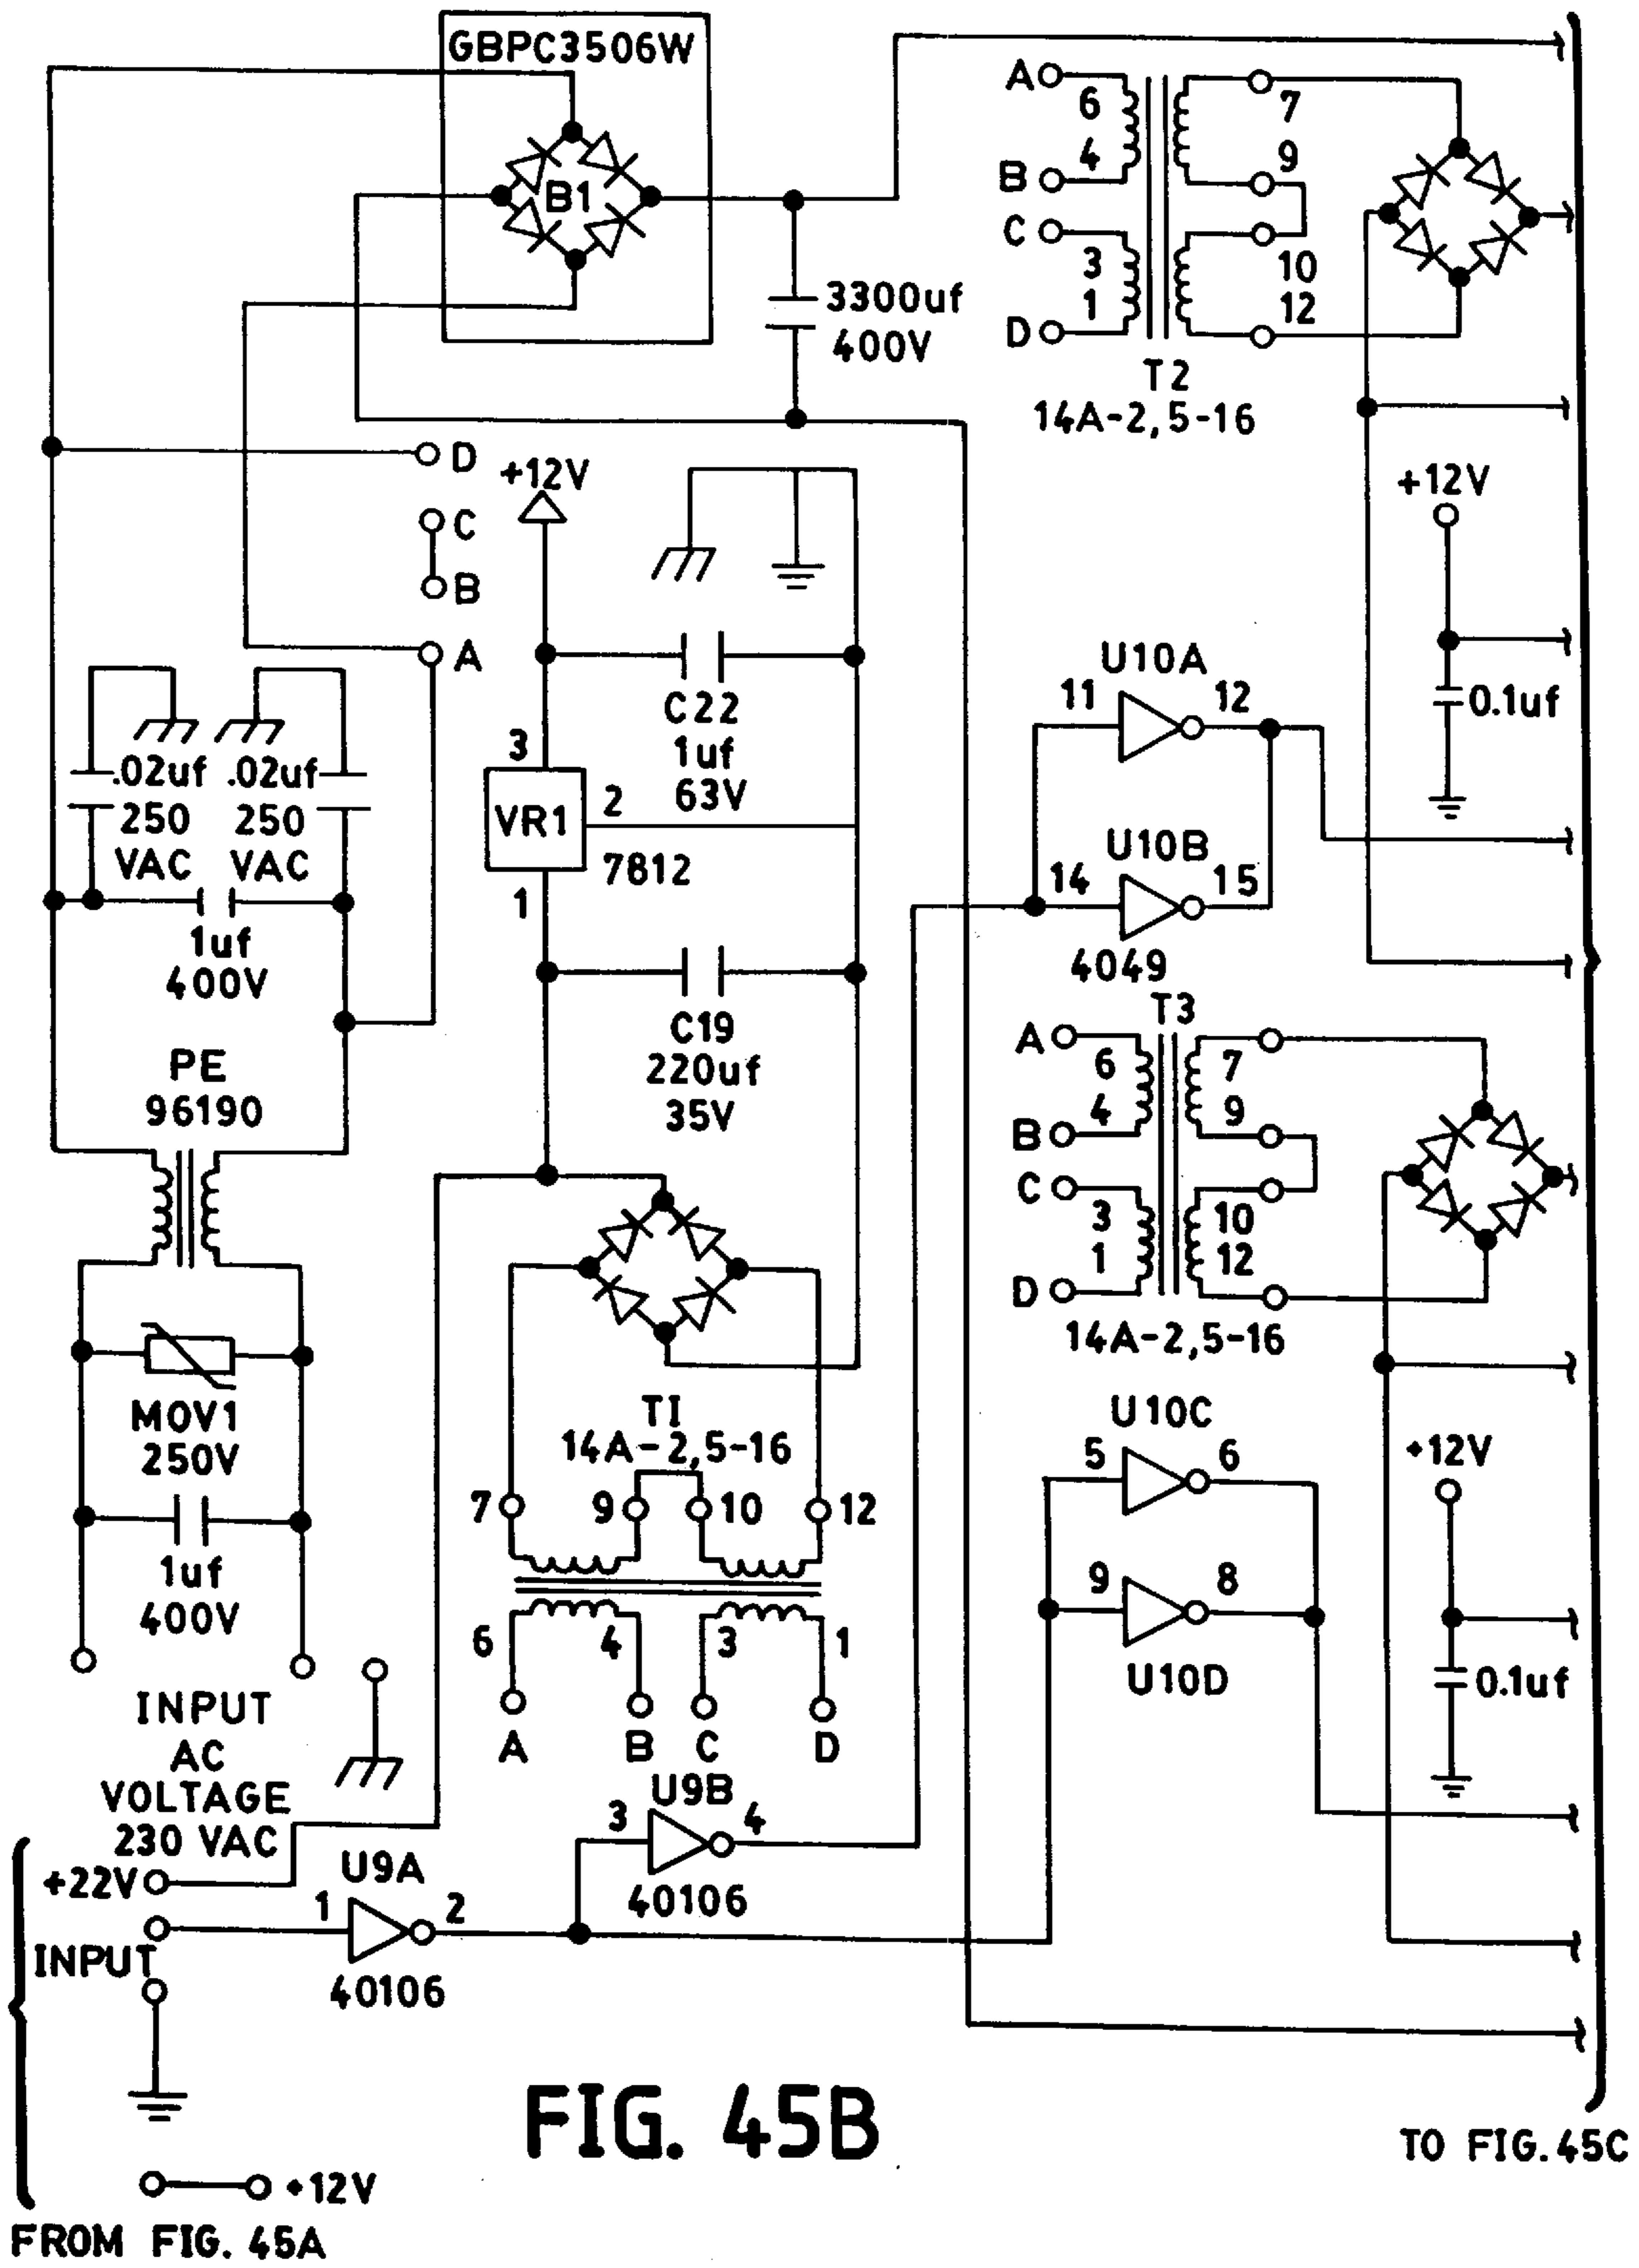 GBPC3506W
B1
3300uf
400V
A
6
7
4
9
B
C
3
10
1
12
D
T2
14A-2,5-16
D
+12V
C
B
A
+12V
0.1uf
.02uf
250
VAC
.02uf
250
VAC
1uf
400V
C22
1uf
63V
3
VR1
2
7812
1
U10A
11
12
U10B
14
15
4049
C19
220uf
35V
PE
96190
T3
A
6
7
4
9
B
C
3
10
1
12
D
14A-2,5-16
MOV1
250V
1uf
400V
TI
14A-2,5-16
7
9
10
12
6
4
3
1
A
B
C
D
U10C
5
6
9
8
U10D
+12V
0.1uf
INPUT
AC
VOLTAGE
230 VAC
U9B
3
4
40106
+22V
U9A
1
2
INPUT
40106
FIG. 45B
TO FIG.45C
+12V
FROM FIG. 45A